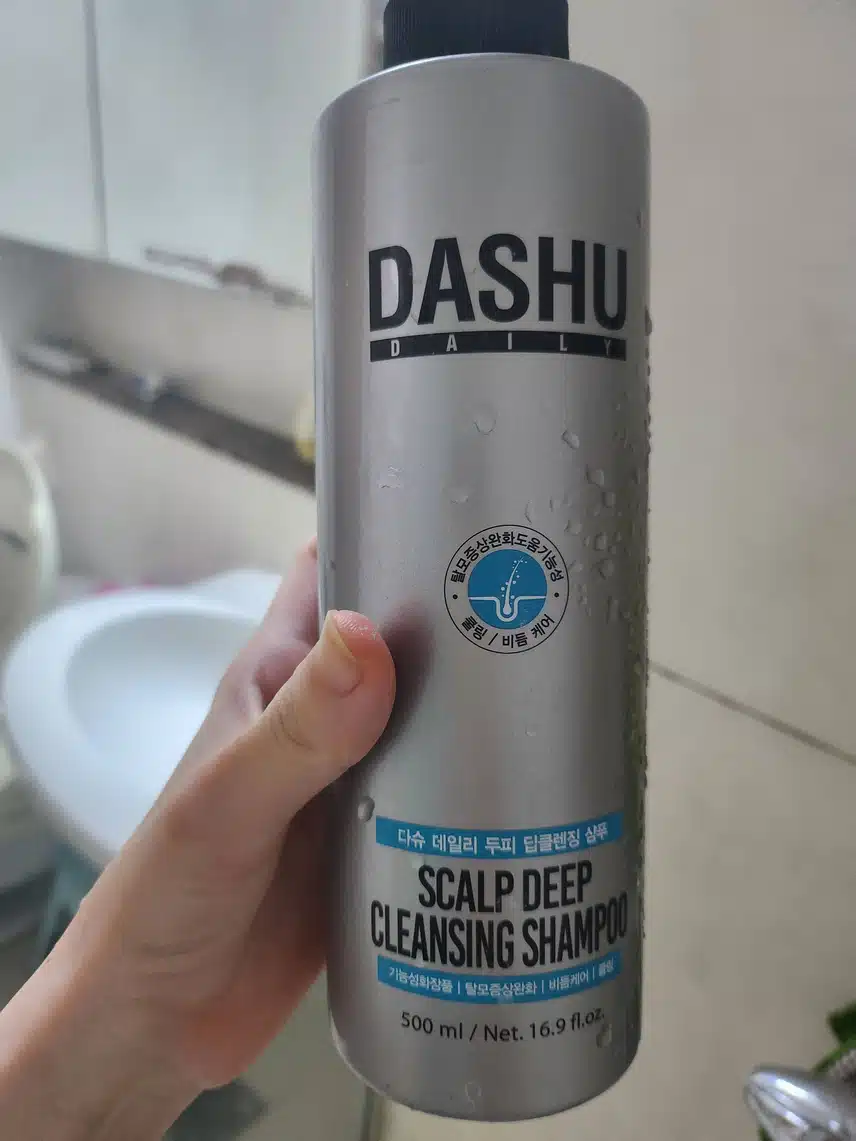 DASHU
DAILY
탈모증상완화도움기능성
쿨링 / 비듬 케어
다슈 데일리 두피 딥클렌징 샴푸
SCALP DEEP
CLEANSING SHAMPOO
기능성화장품 | 탈모증상완화 | 비듬케어 | 쿨링
500 ml / Net. 16.9 fl.oz.